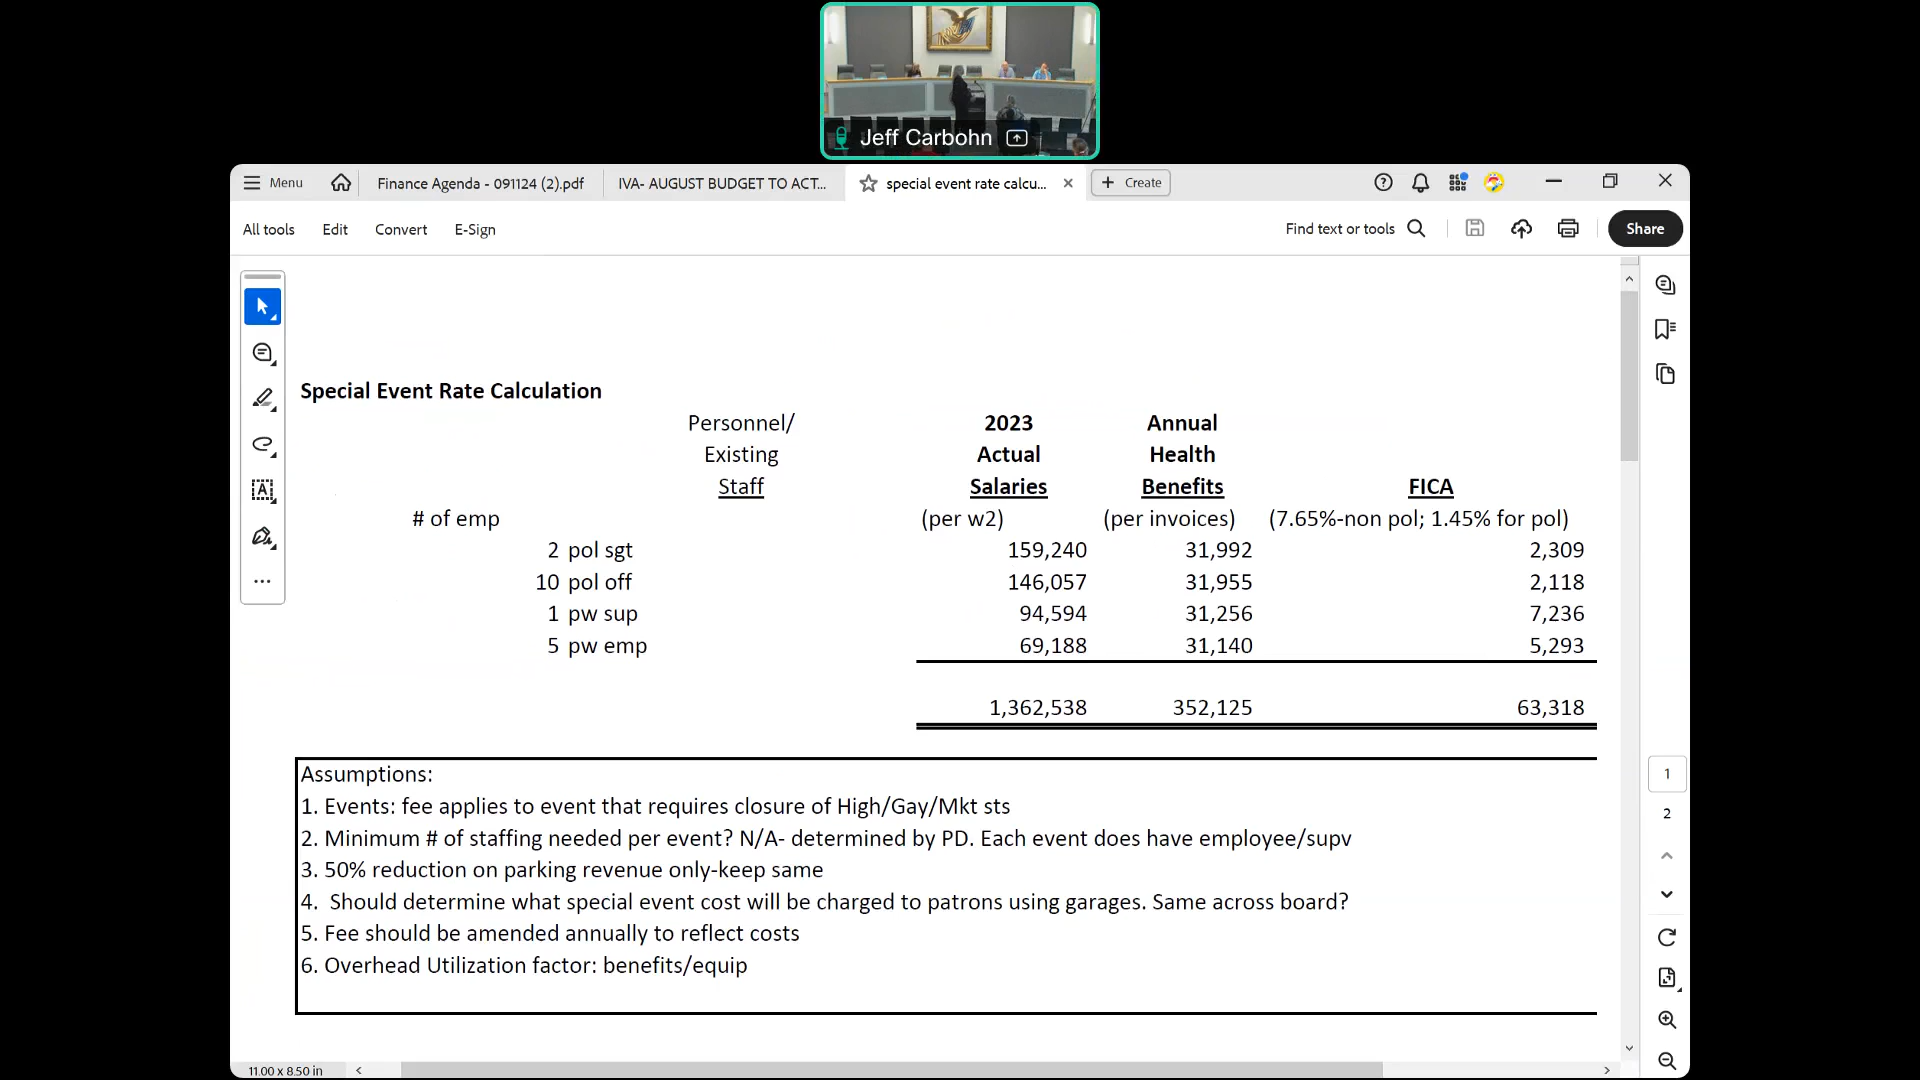 Jeff Carbohn
Menu
Finance Agenda - 091124 (2).pdf
IVA- AUGUST BUDGET TO ACT...
special event rate calcu...
Create
All tools
Edit
Convert
E-Sign
Find text or tools
Share
Special Event Rate Calculation
Personnel/ 2023 Annual
Existing Actual Health
Staff Salaries Benefits FICA
# of emp (per w2) (per invoices) (7.65%-non pol; 1.45% for pol)
2 pol sgt 159,240 31,992 2,309
10 pol off 146,057 31,955 2,118
1 pw sup 94,594 31,256 7,236
5 pw emp 69,188 31,140 5,293
1,362,538 352,125 63,318
Assumptions:
1. Events: fee applies to event that requires closure of High/Gay/Mkt sts
2. Minimum # of staffing needed per event? N/A- determined by PD. Each event does have employee/supv
3. 50% reduction on parking revenue only-keep same
4. Should determine what special event cost will be charged to patrons using garages. Same across board?
5. Fee should be amended annually to reflect costs
6. Overhead Utilization factor: benefits/equip
1
2
11.00 x 8.50 in